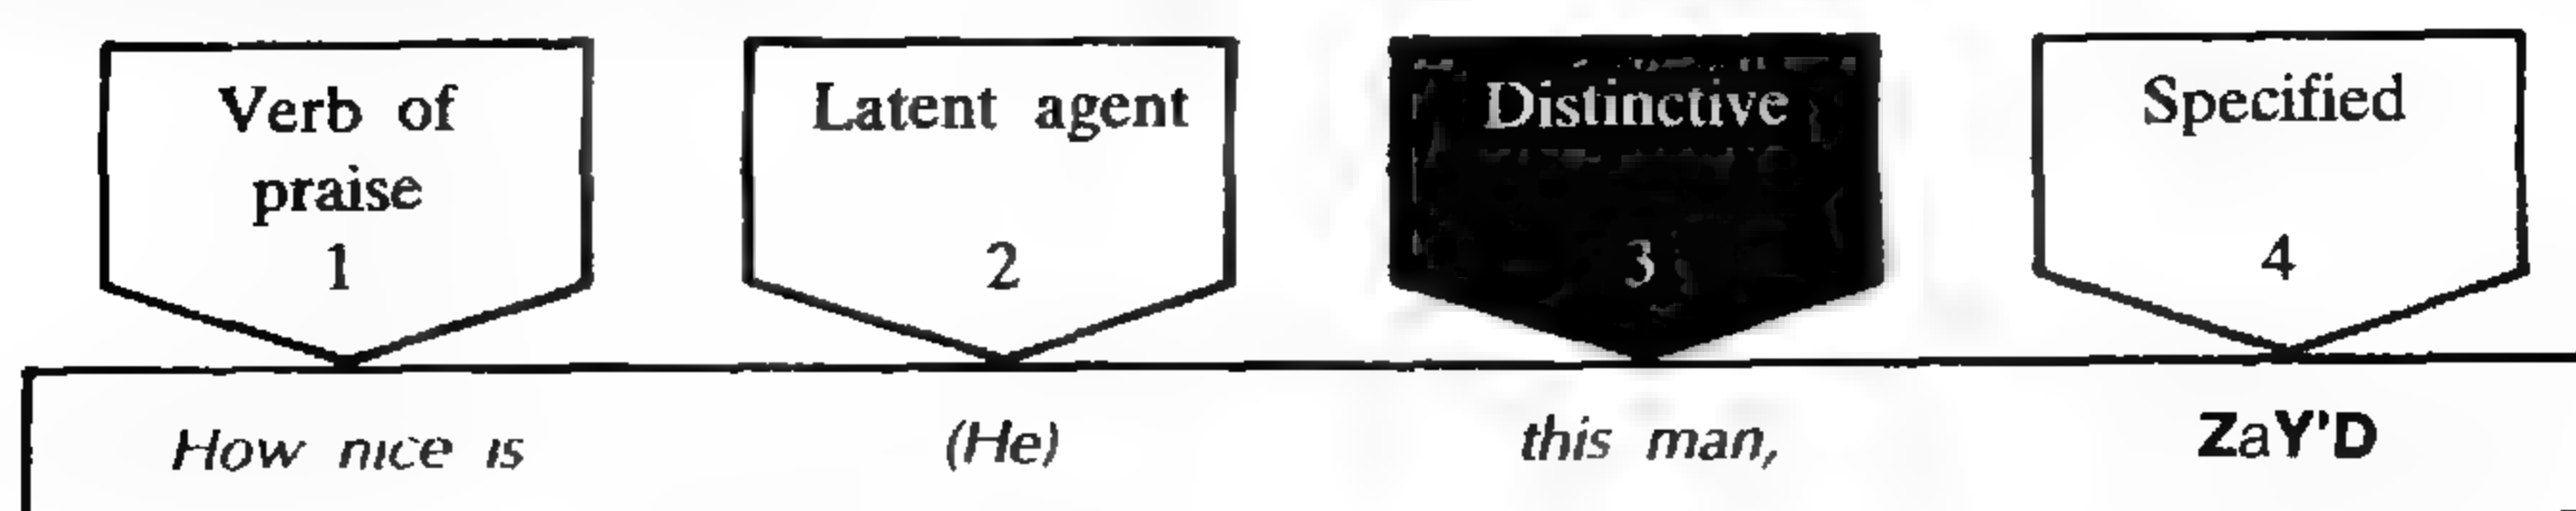 Verb of
praise
1
Latent agent
2
Distinctive
3
Specified
4
How nice is
(He)
this man,
ZaY'D